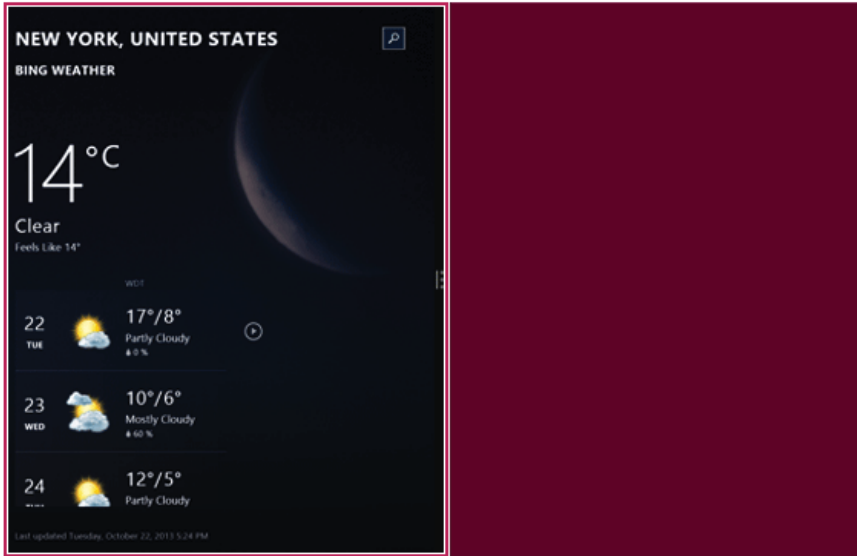 NEW YORK, UNITED STATES
BING WEATHER
14°C
Clear
Feels Like 14°
WDT
22
TUE
17°/8°
Partly Cloudy
0 %
23
WED
10°/6°
Mostly Cloudy
60 %
24
12°/5°
Partly Cloudy
Last updated Tuesday, October 22, 2013 5:24 PM